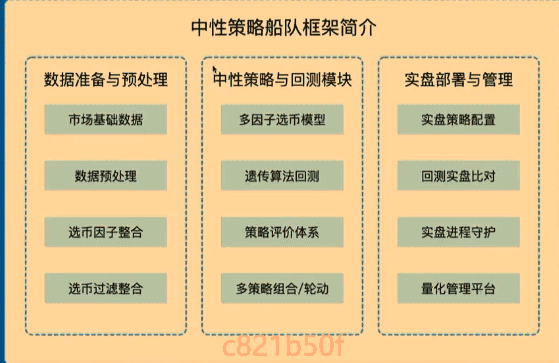 中性策略船队框架简介
数据准备与预处理
市场基础数据
数据预处理
选币因子整合
选币过滤整合
中性策略与回测模块
多因子选币模型
遗传算法回测
策略评价体系
多策略组合/轮动
实盘部署与管理
实盘策略配置
回测实盘比对
实盘进程守护
量化管理平台
c821b50f